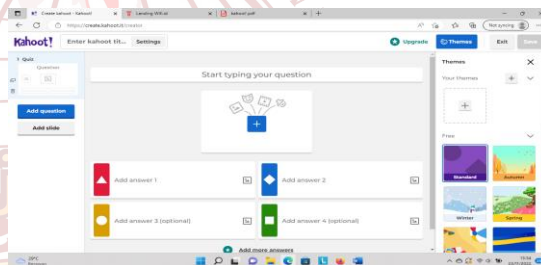 Create kahoot - Kahoot!
Landing WIX.id
kahoot pdf
https://create.kahoot.it/creator
Not syncing
Kahoot!
Enter kahoot tit...
Settings
Upgrade
Themes
Exit
Save
1 Quiz
Question
Add question
Add slide
Start typing your question
Add answer 1
Add answer 2
Add answer 3 (optional)
Add answer 4 (optional)
Add more answers
Themes
Your themes
Free
Standard
Autumn
Winter
Spring